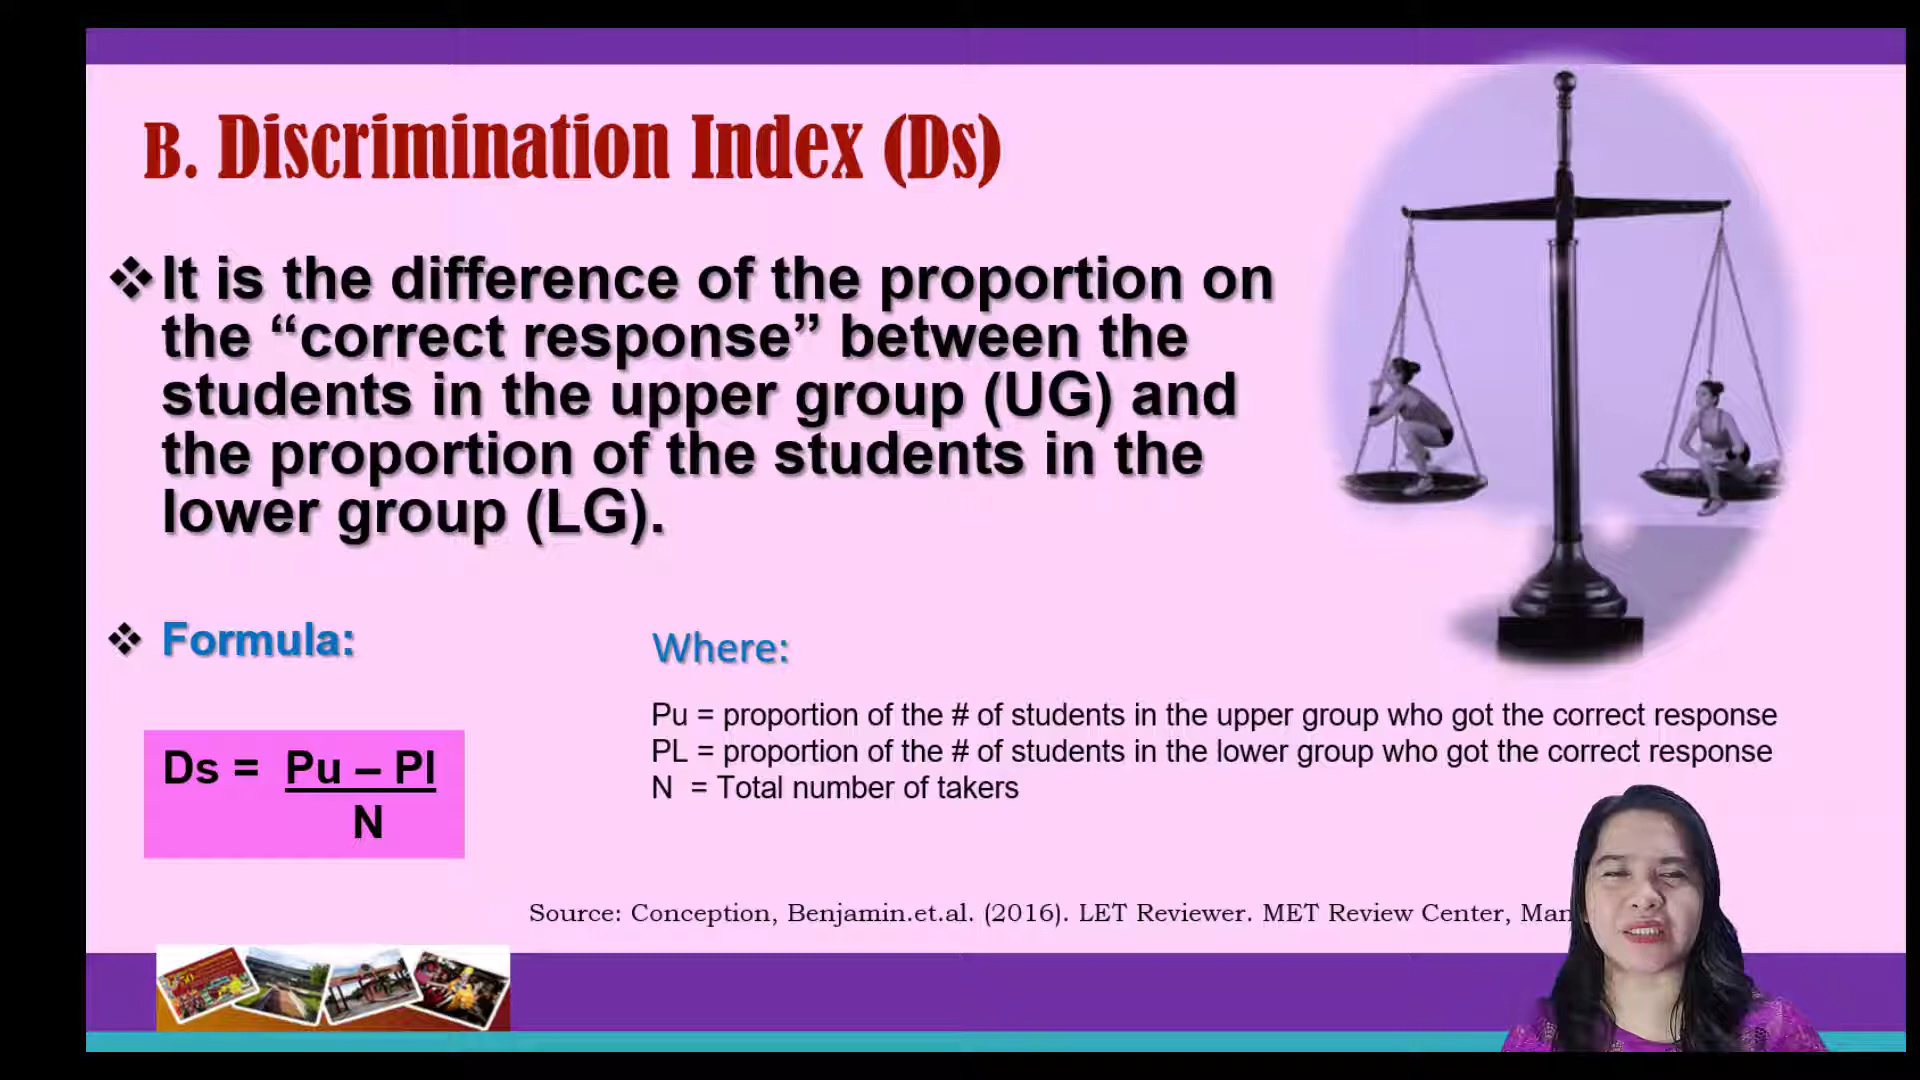 B. Discrimination Index (Ds)
❖It is the difference of the proportion on
the “correct response” between the
students in the upper group (UG) and
the proportion of the students in the
lower group (LG).
❖ Formula:
Ds = Pu – Pl
N
Where:
Pu = proportion of the # of students in the upper group who got the correct response
PL = proportion of the # of students in the lower group who got the correct response
N = Total number of takers
Source: Conception, Benjamin.et.al. (2016). LET Reviewer. MET Review Center,